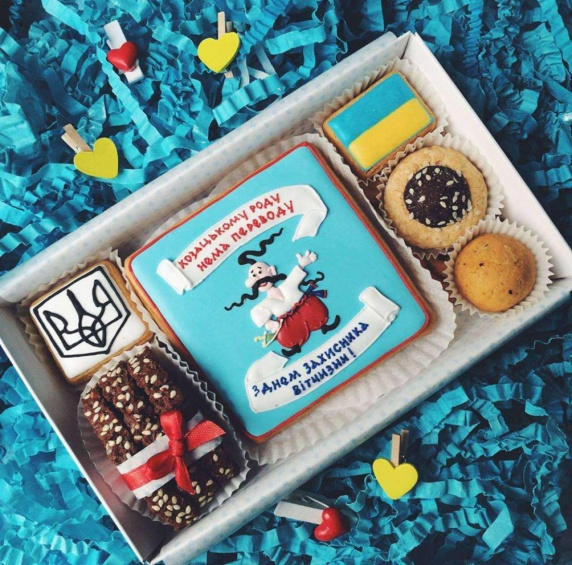 КОЗАЦЬКОМУ РОДУ
НЕМА ПЕРЕВОДУ
З ДНЕМ ЗАХИСНИКА
ВІТЧИЗНИ!